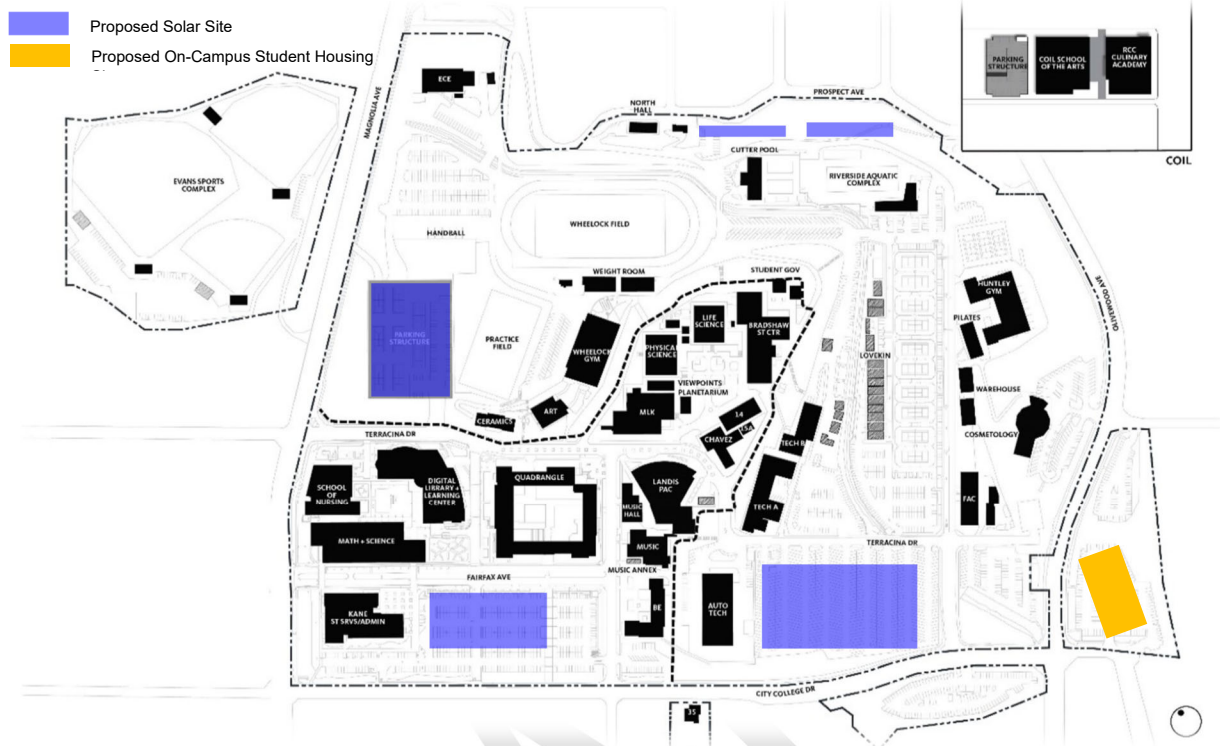 Proposed Solar Site
Proposed On-Campus Student Housing
PARKING
STRUCTURE
COIL SCHOOL
OF THE ARTS
RCC
CULINARY
ACADEMY
COIL
ECE
MAGNOLIA AVE
NORTH
HALL
PROSPECT AVE
CUTTER POOL
RIVERSIDE AQUATIC
COMPLEX
EVANS SPORTS
COMPLEX
HANDBALL
WHEELOCK FIELD
WEIGHT ROOM
STUDENT GOV
HUNTLEY
GYM
OLIVEWOOD AVE
PARKING
STRUCTURE
PRACTICE
FIELD
WHEELOCK
GYM
LIFE
SCIENCE
BRADSHAW
ST CTR
PHYSICAL
SCIENCE
PILATES
LOVEKIN
VIEWPOINTS
PLANETARIUM
WAREHOUSE
MLK
14
ART
CERAMICS
CHAVEZ
TECH B
COSMETOLOGY
TERRACINA DR
SCHOOL
OF
NURSING
DIGITAL
LIBRARY +
LEARNING
CENTER
QUADRANGLE
LANDIS
PAC
MUSIC
HALL
TECH A
FAC
MATH + SCIENCE
MUSIC
TERRACINA DR
MUSIC ANNEX
FAIRFAX AVE
KANE
ST SRVS/ADMIN
BE
AUTO
TECH
CITY COLLEGE DR
35